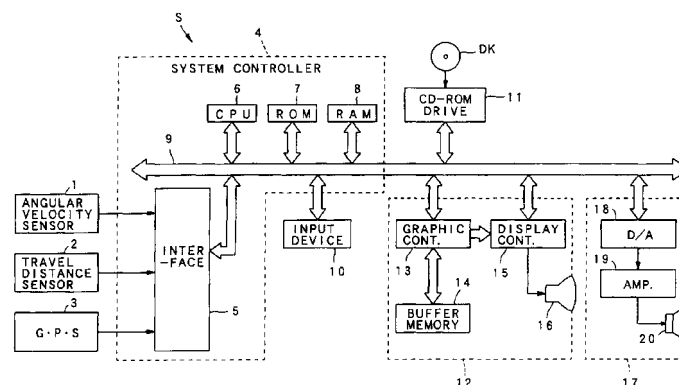 S
4
DK
SYSTEM CONTROLLER
6
7
8
CPU
ROM
RAM
CD-ROM
DRIVE
11
9
1
ANGULAR
VELOCITY
SENSOR
2
TRAVEL
DISTANCE
SENSOR
3
G・P・S
INTER
-FACE
5
INPUT
DEVICE
10
GRAPHIC
CONT.
13
DISPLAY
CONT.
15
14
BUFFER
MEMORY
16
12
18
D/A
19
AMP.
20
17